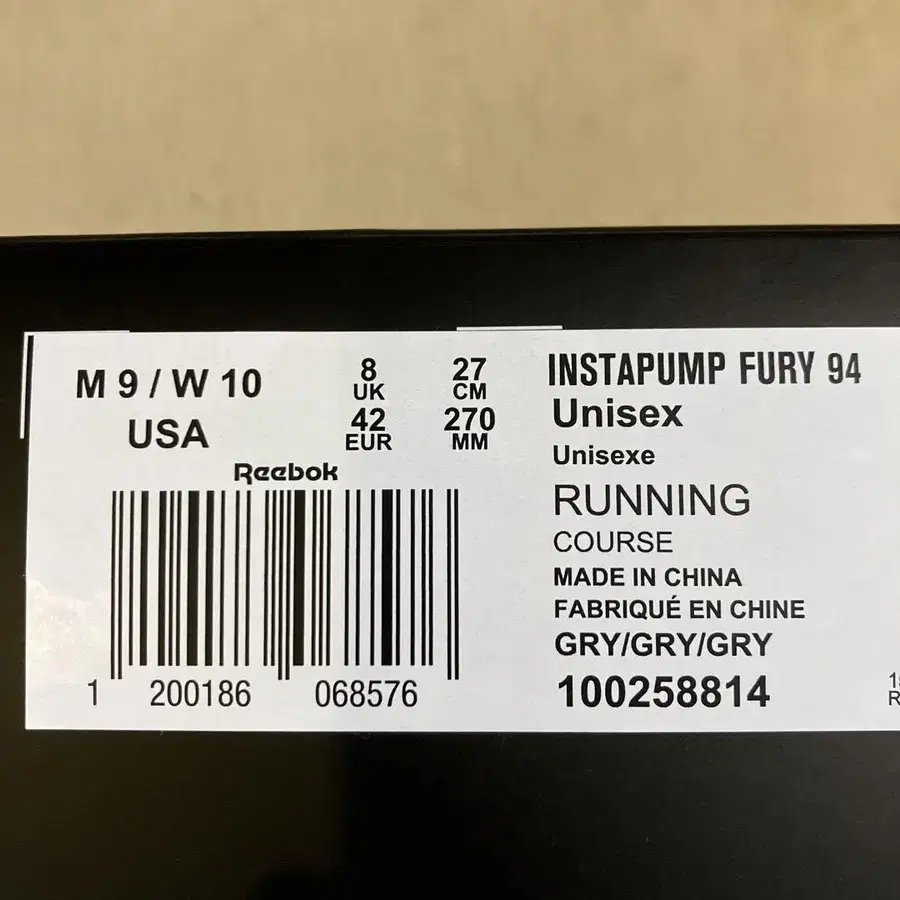 M 9 / W 10
USA
8
UK
42
EUR
27
CM
270
MM
Reebok
1 200186 068576
INSTAPUMP FURY 94
Unisex
Unisexe
RUNNING
COURSE
MADE IN CHINA
FABRIQUÉ EN CHINE
GRY/GRY/GRY
100258814